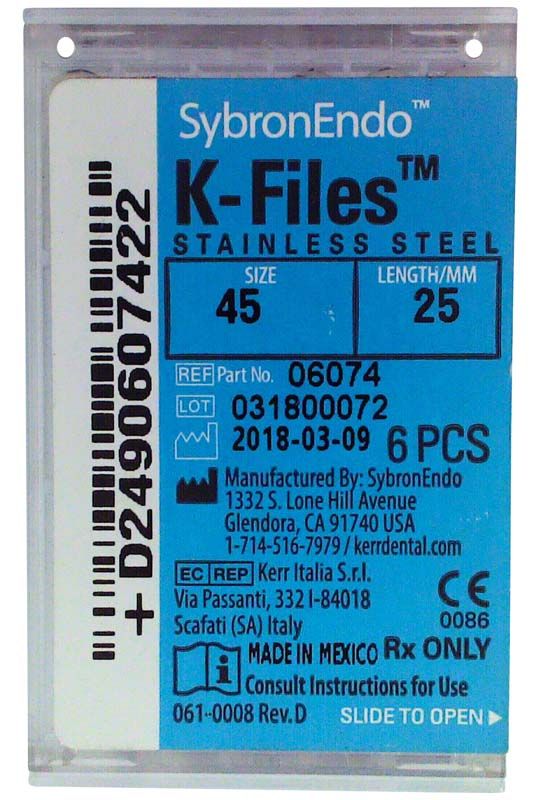 SybronEndo™
K-Files™
STAINLESS STEEL
SIZE LENGTH/MM
45 25
REF Part No. 06074
LOT 031800072
2018-03-09 6 PCS
Manufactured By: SybronEndo
1332 S. Lone Hill Avenue
Glendora, CA 91740 USA
1-714-516-7979 / kerrdental.com
EC REP Kerr Italia S.r.l.
Via Passanti, 332 I-84018
Scafati (SA) Italy
CE
0086
i MADE IN MEXICO Rx ONLY
Consult Instructions for Use
061-0008 Rev.D SLIDE TO OPEN
+D2490607422